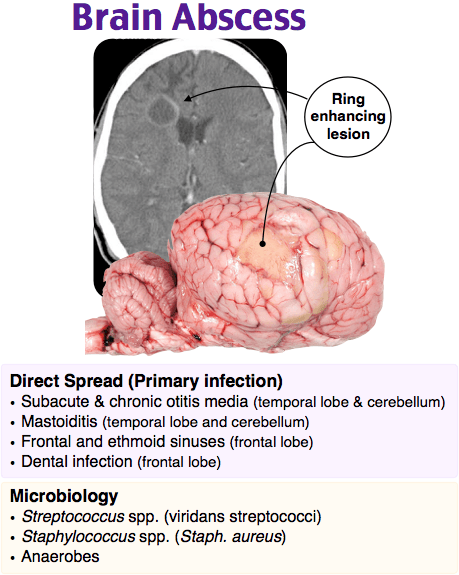 Brain Abscess
Ring
enhancing
lesion
Direct Spread (Primary infection)
• Subacute & chronic otitis media (temporal lobe & cerebellum)
• Mastoiditis (temporal lobe and cerebellum)
• Frontal and ethmoid sinuses (frontal lobe)
• Dental infection (frontal lobe)
Microbiology
• Streptococcus spp. (viridans streptococci)
• Staphylococcus spp. (Staph. aureus)
• Anaerobes